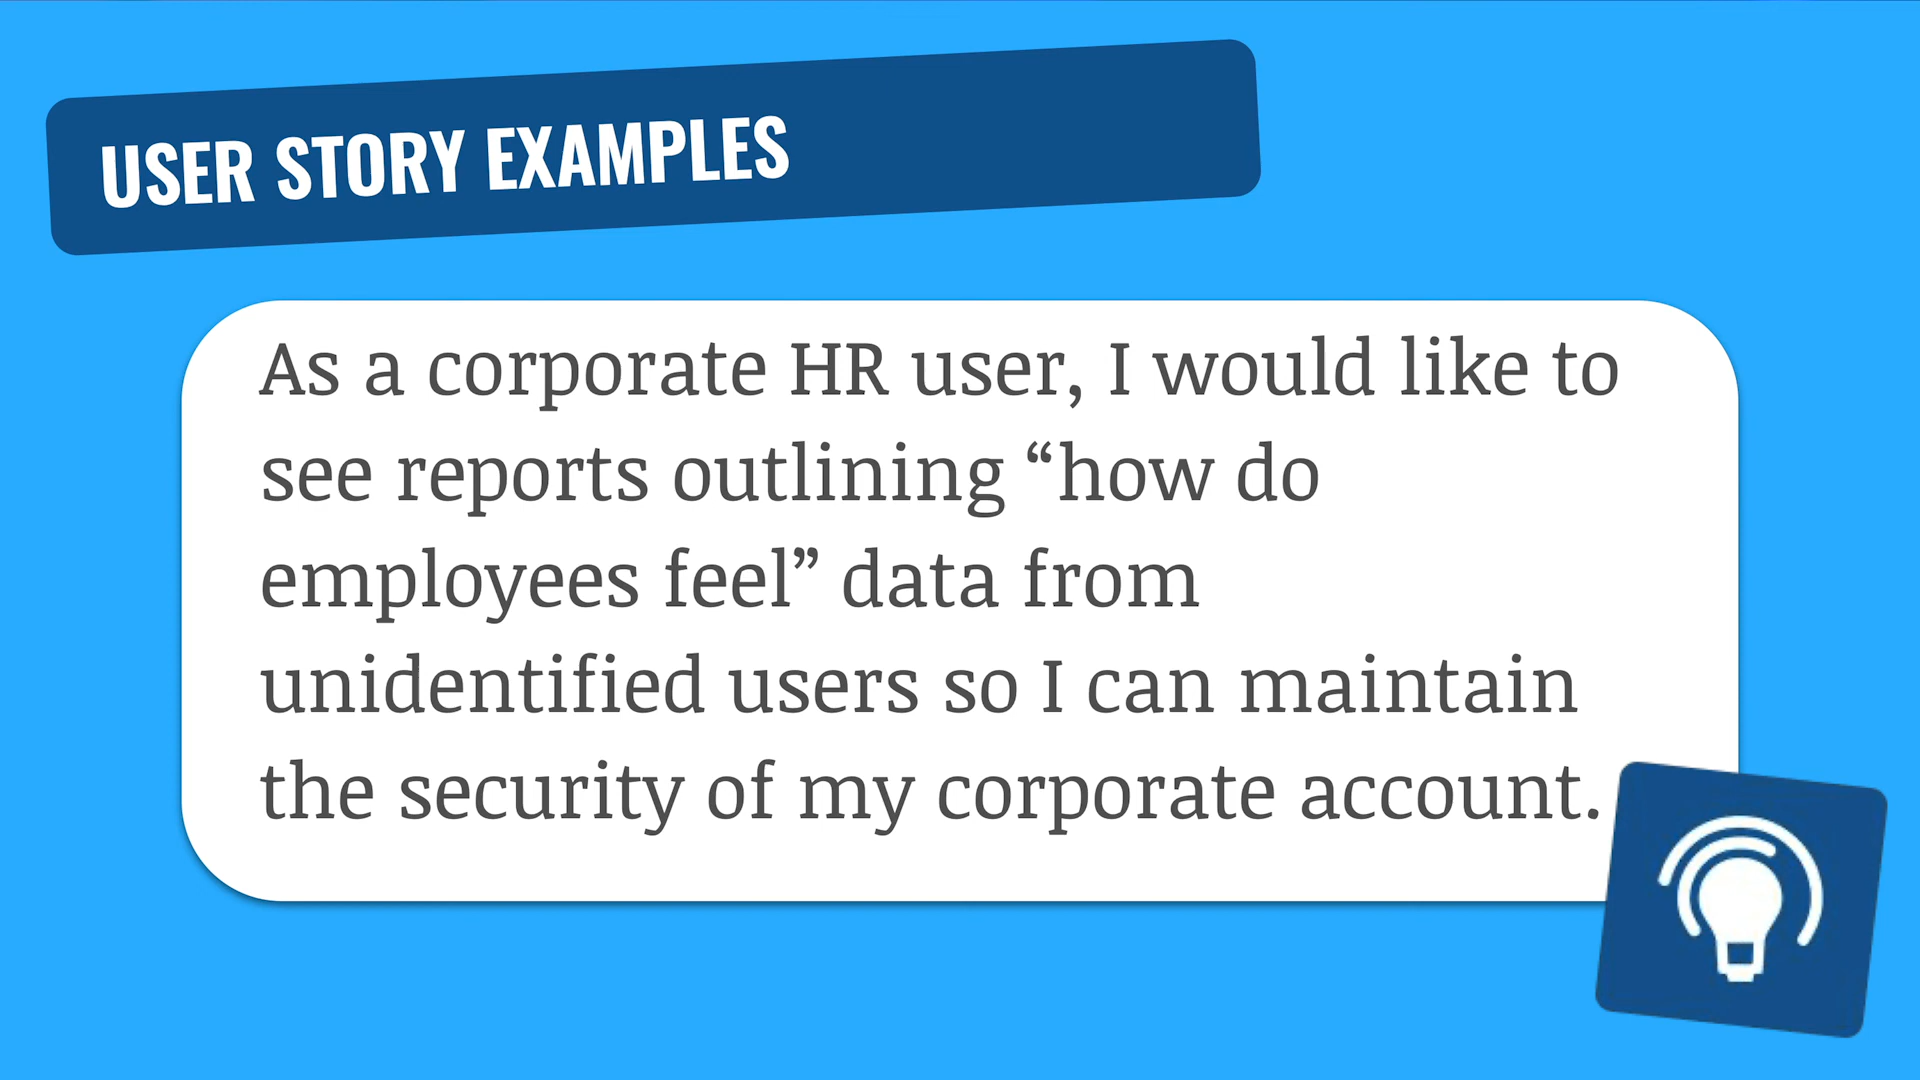 USER STORY EXAMPLES
As a corporate HR user, I would like to
see reports outlining “how do
employees feel” data from
unidentified users so I can maintain
the security of my corporate account.